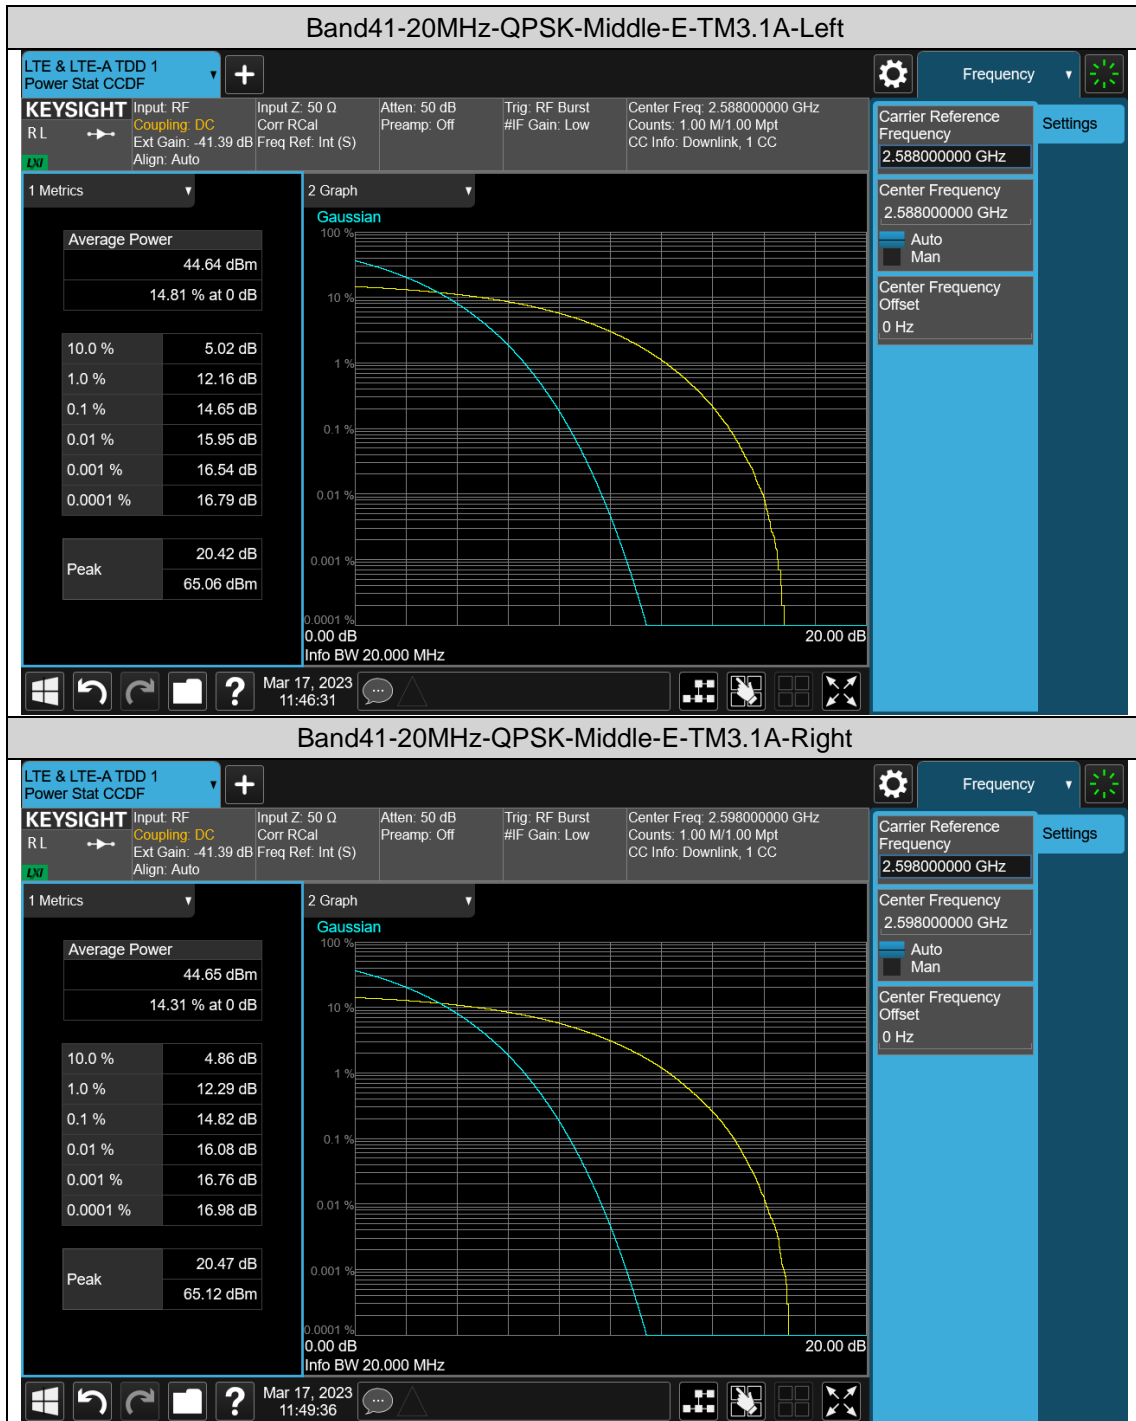 Band41-20MHz-QPSK-Middle-E-TM3.1A-Left
LTE & LTE-A TDD 1
Power Stat CCDF
Frequency
KEYSIGHT
RL
LXI
Input: RF
Coupling: DC
Ext Gain: -41.39 dB
Align: Auto
Input Z: 50 Ω
Corr RCal
Freq Ref: Int (S)
Atten: 50 dB
Preamp: Off
Trig: RF Burst
#IF Gain: Low
Center Freq: 2.588000000 GHz
Counts: 1.00 M/1.00 Mpt
CC Info: Downlink, 1 CC
Carrier Reference
Frequency
2.588000000 GHz
Settings
Center Frequency
2.588000000 GHz
Auto
Man
Center Frequency
Offset
0 Hz
1 Metrics
Average Power
44.64 dBm
14.81 % at 0 dB
10.0 % 5.02 dB
1.0 % 12.16 dB
0.1 % 14.65 dB
0.01 % 15.95 dB
0.001 % 16.54 dB
0.0001 % 16.79 dB
Peak
20.42 dB
65.06 dBm
2 Graph
Gaussian
100 %
10 %
1 %
0.1 %
0.01 %
0.001 %
0.0001 %
0.00 dB
20.00 dB
Info BW 20.000 MHz
?
Mar 17, 2023
11:46:31
Band41-20MHz-QPSK-Middle-E-TM3.1A-Right
LTE & LTE-A TDD 1
Power Stat CCDF
Frequency
KEYSIGHT
RL
LXI
Input: RF
Coupling: DC
Ext Gain: -41.39 dB
Align: Auto
Input Z: 50 Ω
Corr RCal
Freq Ref: Int (S)
Atten: 50 dB
Preamp: Off
Trig: RF Burst
#IF Gain: Low
Center Freq: 2.598000000 GHz
Counts: 1.00 M/1.00 Mpt
CC Info: Downlink, 1 CC
Carrier Reference
Frequency
2.598000000 GHz
Settings
Center Frequency
2.598000000 GHz
Auto
Man
Center Frequency
Offset
0 Hz
1 Metrics
Average Power
44.65 dBm
14.31 % at 0 dB
10.0 % 4.86 dB
1.0 % 12.29 dB
0.1 % 14.82 dB
0.01 % 16.08 dB
0.001 % 16.76 dB
0.0001 % 16.98 dB
Peak
20.47 dB
65.12 dBm
2 Graph
Gaussian
100 %
10 %
1 %
0.1 %
0.01 %
0.001 %
0.0001 %
0.00 dB
20.00 dB
Info BW 20.000 MHz
?
Mar 17, 2023
11:49:36